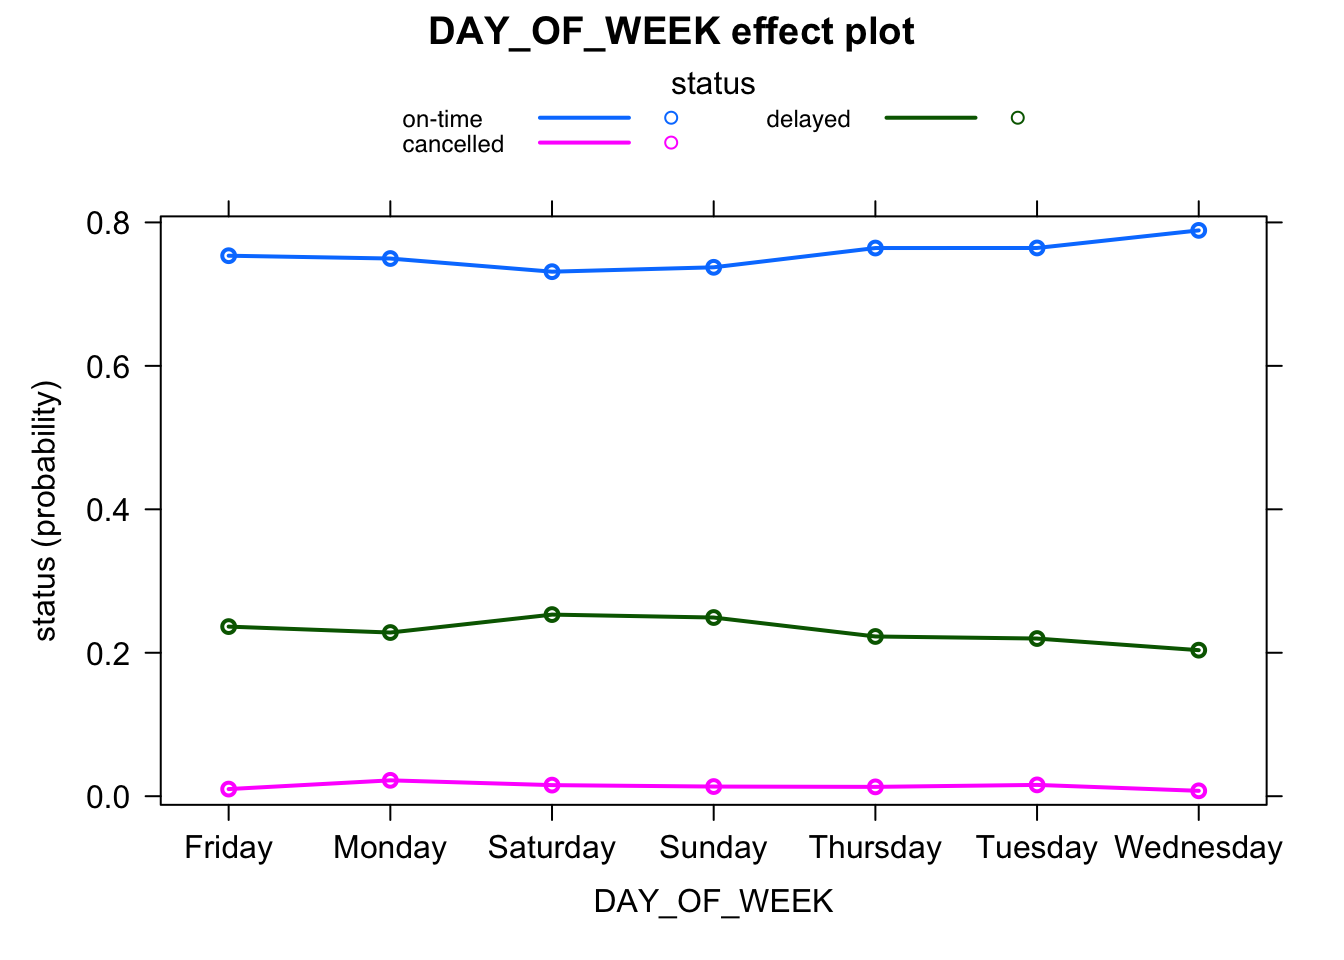 DAY_OF_WEEK effect plot
status
on-time delayed
cancelled
0.8
0.6
0.4
0.2
0.0
status (probability)
Friday Monday Saturday Sunday Thursday Tuesday Wednesday
DAY_OF_WEEK